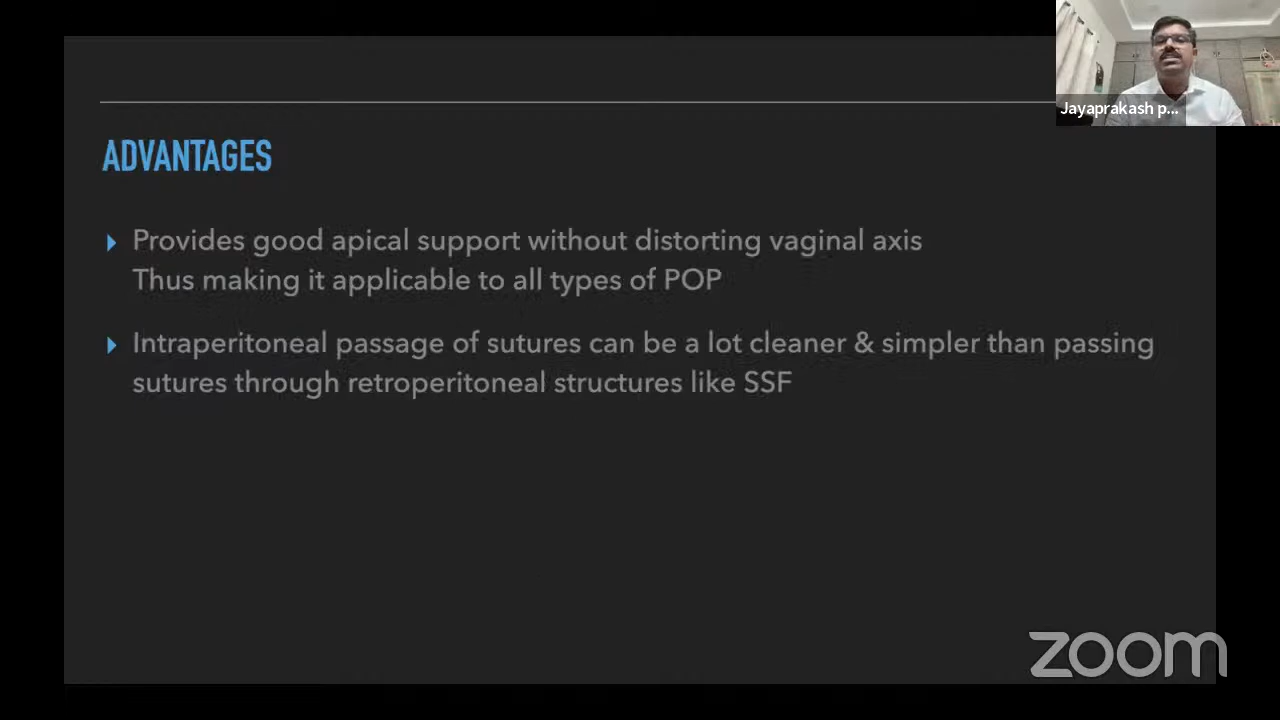 Jayaprakash p...
ADVANTAGES
Provides good apical support without distorting vaginal axis
Thus making it applicable to all types of POP
Intraperitoneal passage of sutures can be a lot cleaner & simpler than passing
sutures through retroperitoneal structures like SSF
zoom